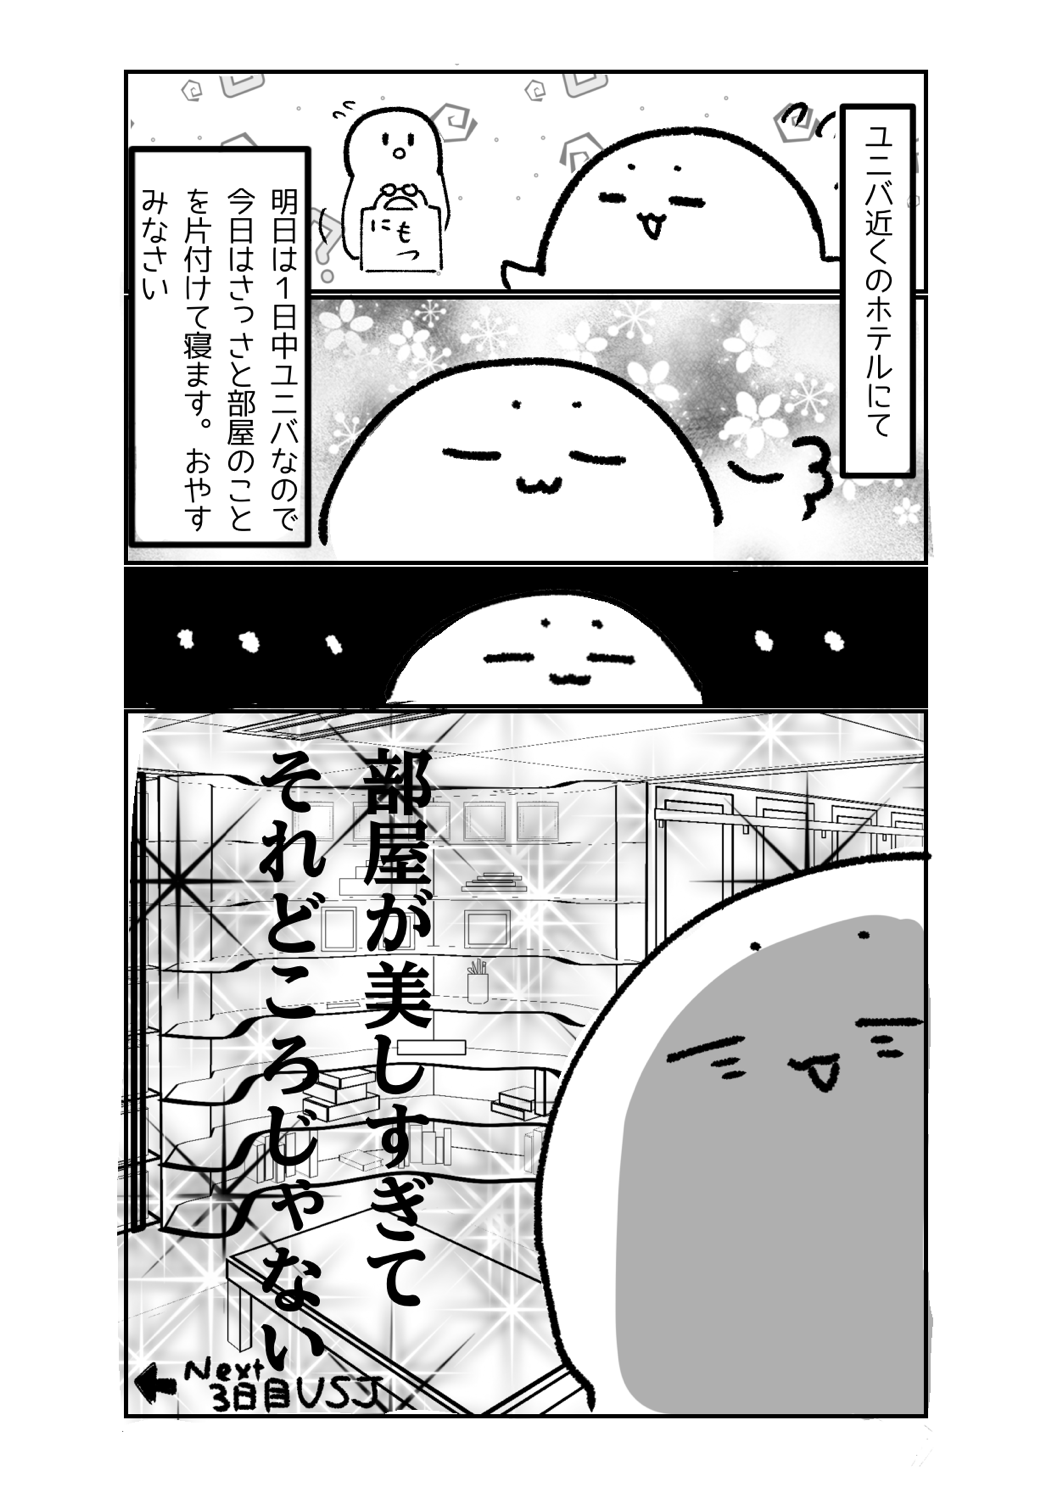 ユニバ近くのホテルにて
にもつ
明日は1日中ユニバなので
今日はさっさと部屋のこと
を片付けて寝ます。おやす
みなさい
部屋が美しすぎて
それどころじゃない
Next
3日目USJ